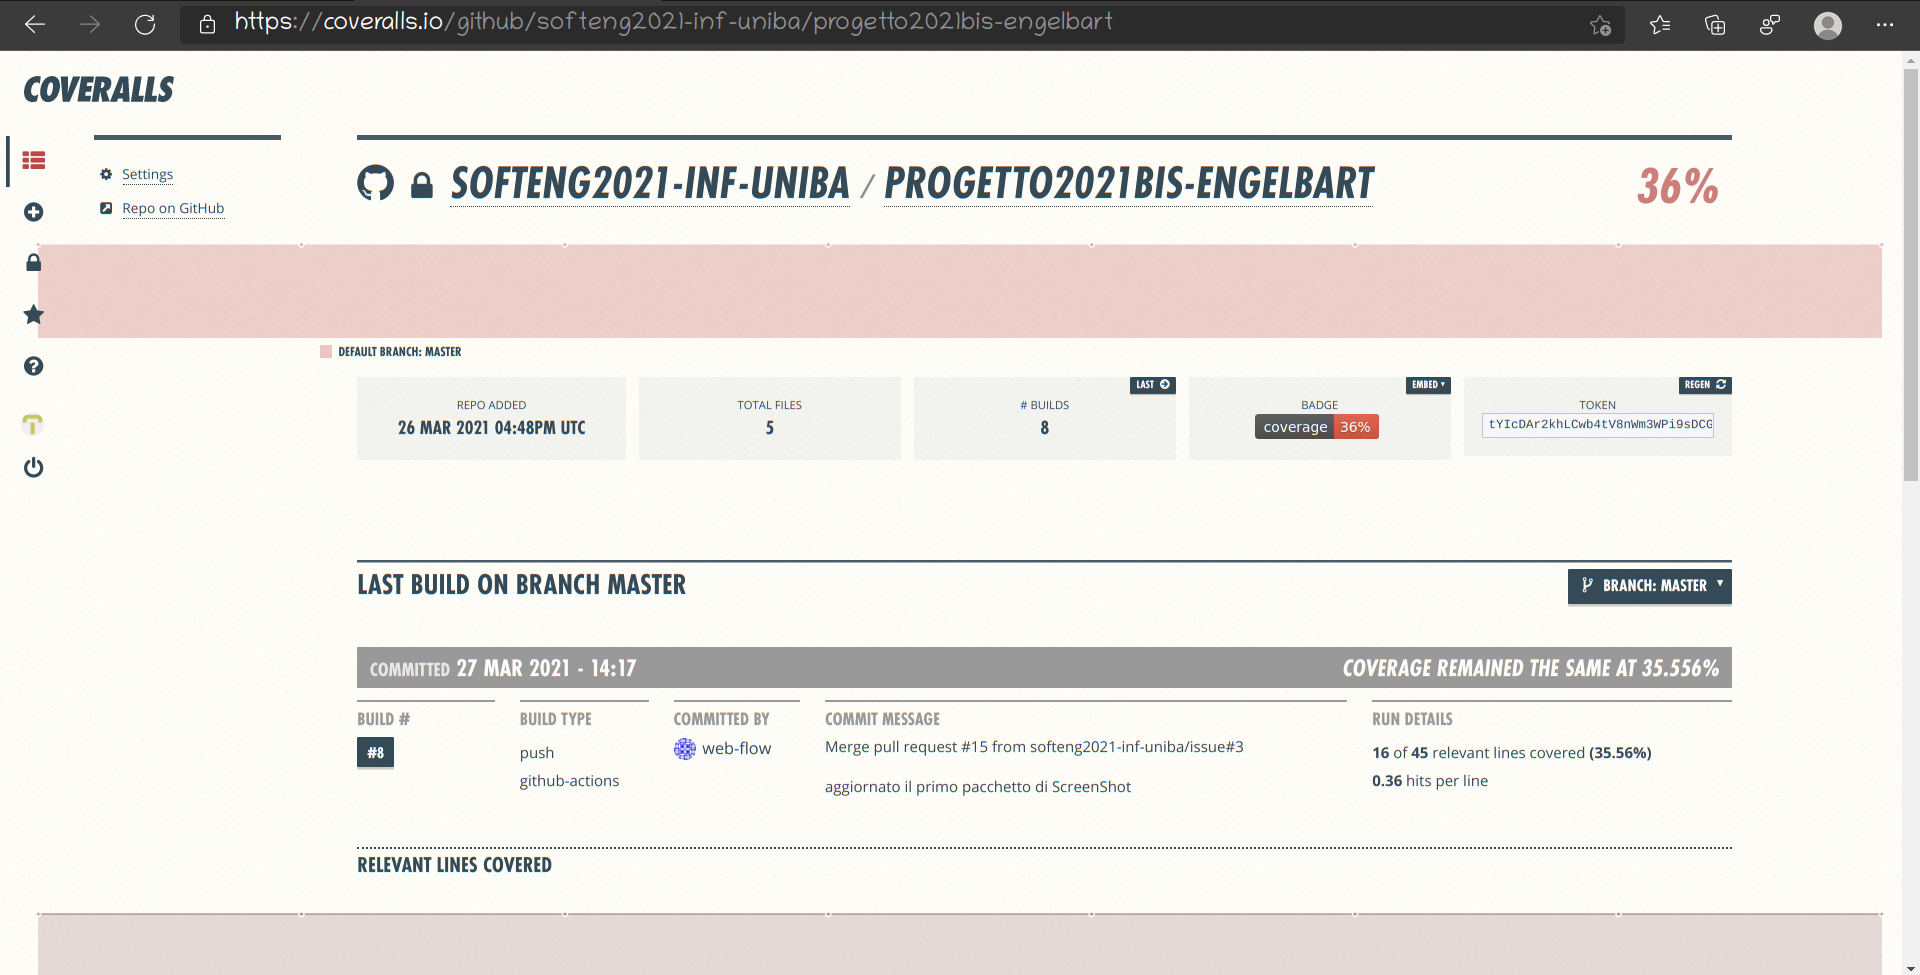 https://coveralls.io/github/softeng2021-inf-uniba/progetto2021bis-engelbart
COVERALLS
Settings
Repo on GitHub
SOFTENG2021-INF-UNIBA / PROGETTO2021BIS-ENGELBART
36%
DEFAULT BRANCH: MASTER
REPO ADDED
26 MAR 2021 04:48PM UTC
TOTAL FILES
5
LAST
# BUILDS
8
EMBED
BADGE
coverage 36%
REGEN
TOKEN
tYIcDAr2khLCwb4tV8nWm3WPi9sDCG
LAST BUILD ON BRANCH MASTER
BRANCH: MASTER
COMMITTED 27 MAR 2021 - 14:17
COVERAGE REMAINED THE SAME AT 35.556%
BUILD #
#8
BUILD TYPE
push
github-actions
COMMITTED BY
web-flow
COMMIT MESSAGE
Merge pull request #15 from softeng2021-inf-uniba/issue#3
aggiornato il primo pacchetto di ScreenShot
RUN DETAILS
16 of 45 relevant lines covered (35.56%)
0.36 hits per line
RELEVANT LINES COVERED